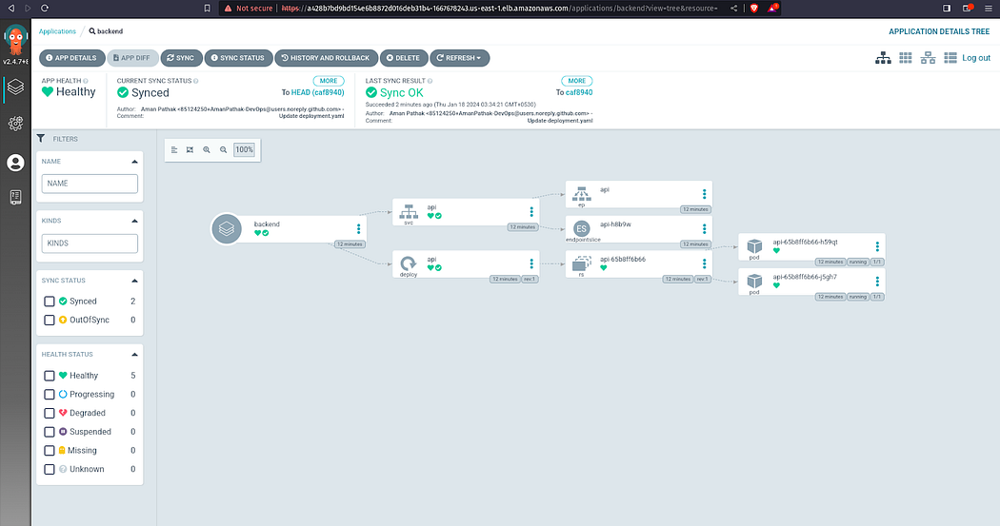 Not secure
https://a428b7bd9bd154e6b8872d016deb31b4-1667678243.us-east-1.elb.amazonaws.com/applications/backend?view=tree&resource=
v2.4.7+8
Applications / backend
APPLICATION DETAILS TREE
APP DETAILS
APP DIFF
SYNC
SYNC STATUS
HISTORY AND ROLLBACK
DELETE
REFRESH
Log out
APP HEALTH
Healthy
CURRENT SYNC STATUS
MORE
Synced
To HEAD (caf8940)
Author: Aman Pathak <85124250+AmanPathak-DevOps@users.noreply.github.com> -
Comment: Update deployment.yaml
LAST SYNC RESULT
MORE
Sync OK
To caf8940
Succeeded 2 minutes ago (Thu Jan 18 2024 03:34:21 GMT+0530)
Author: Aman Pathak <85124250+AmanPathak-DevOps@users.noreply.github.com> -
Comment: Update deployment.yaml
FILTERS
NAME
NAME
KINDS
KINDS
SYNC STATUS
Synced 2
OutOfSync 0
HEALTH STATUS
Healthy 5
Progressing 0
Degraded 0
Suspended 0
Missing 0
Unknown 0
100%
backend
12 minutes
api
svc
12 minutes
api
deploy
12 minutes
rev:1
api
ep
12 minutes
ES
api-h8b9w
endpointslice
12 minutes
api-65b8ff6b66
rs
12 minutes
rev:1
api-65b8ff6b66-h59qt
pod
12 minutes
running
1/1
api-65b8ff6b66-j5gh7
pod
12 minutes
running
1/1